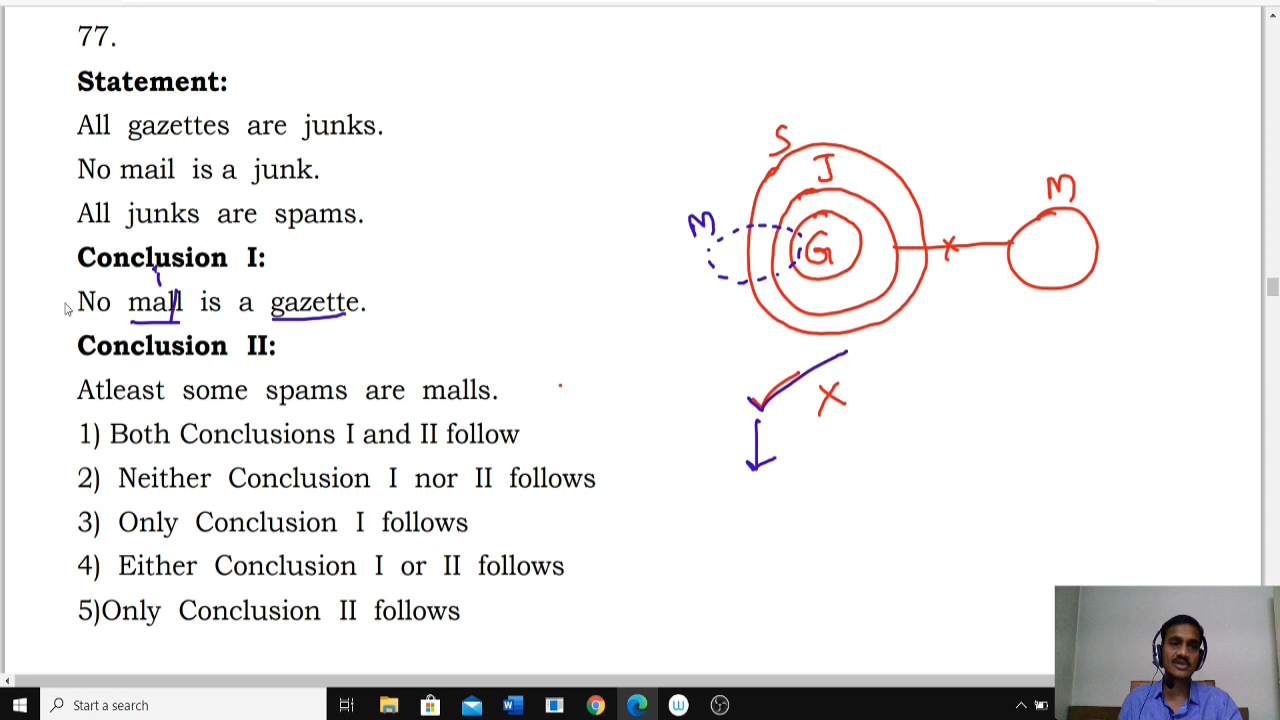 77.
Statement:
All gazettes are junks.
No mail is a junk.
All junks are spams.
Conclusion I:
No mall is a gazette.
Conclusion II:
Atleast some spams are malls.
1) Both Conclusions I and II follow
2) Neither Conclusion I nor II follows
3) Only Conclusion I follows
4) Either Conclusion I or II follows
5)Only Conclusion II follows
S
J
M
G
M
Start a search